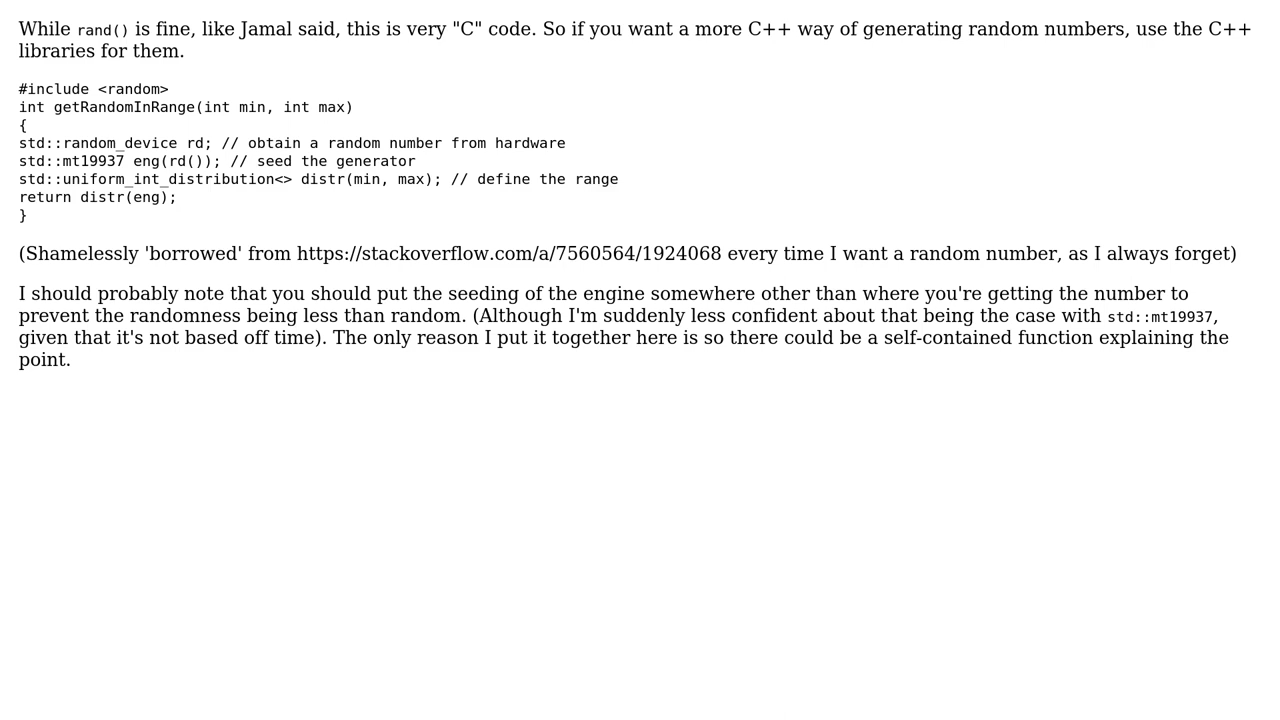 While rand() is fine, like Jamal said, this is very "C" code. So if you want a more C++ way of generating random numbers, use the C++
libraries for them.
#include <random>
int getRandomInRange(int min, int max)
{
std::random_device rd; // obtain a random number from hardware
std::mt19937 eng(rd()); // seed the generator
std::uniform_int_distribution<> distr(min, max); // define the range
return distr(eng);
}
(Shamelessly 'borrowed' from https://stackoverflow.com/a/7560564/1924068 every time I want a random number, as I always forget)
I should probably note that you should put the seeding of the engine somewhere other than where you're getting the number to
prevent the randomness being less than random. (Although I'm suddenly less confident about that being the case with std::mt19937,
given that it's not based off time). The only reason I put it together here is so there could be a self-contained function explaining the
point.